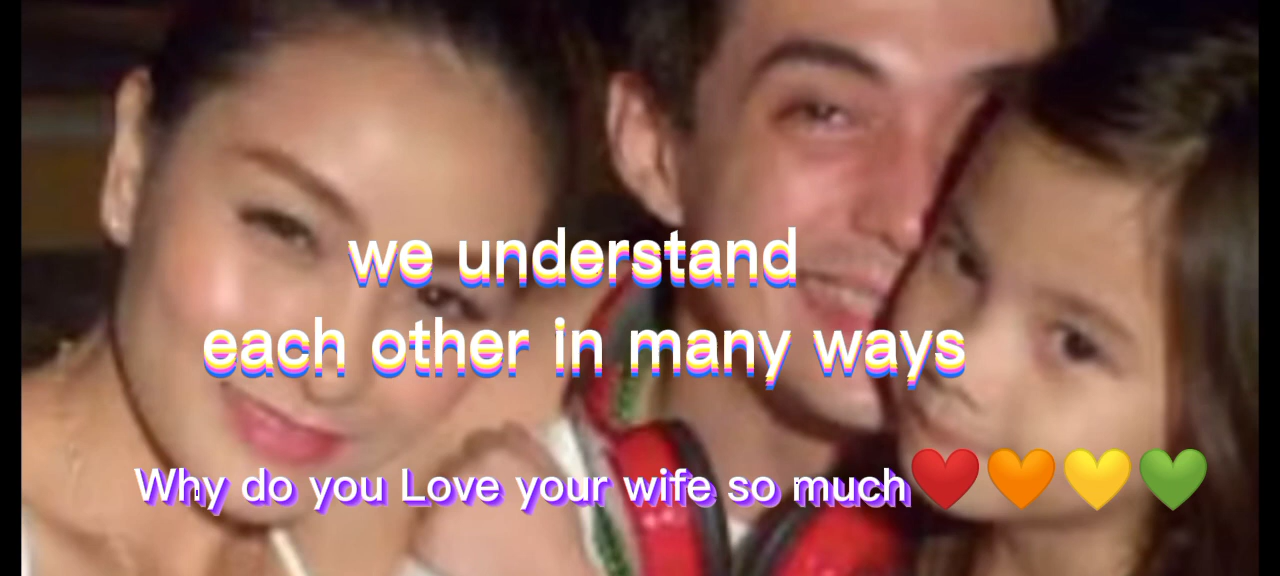 we understand
each other in many ways
Why do you Love your wife so much❤️🧡💛💚